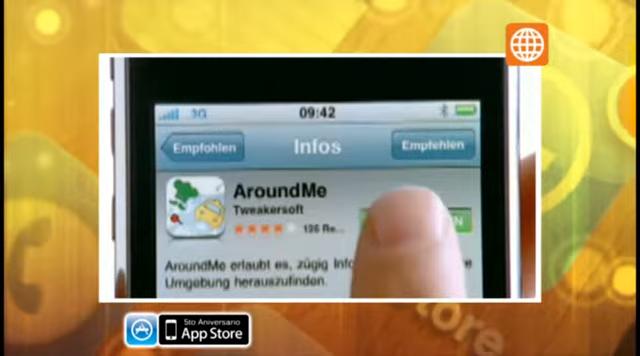 3G 09:42
Empfohlen Infos Empfehlen
AroundMe
Tweakersoft
N
AroundMe erlaubt es, zügig Info
Umgebung herauszufinden.
5to Aniversario
App Store
tore